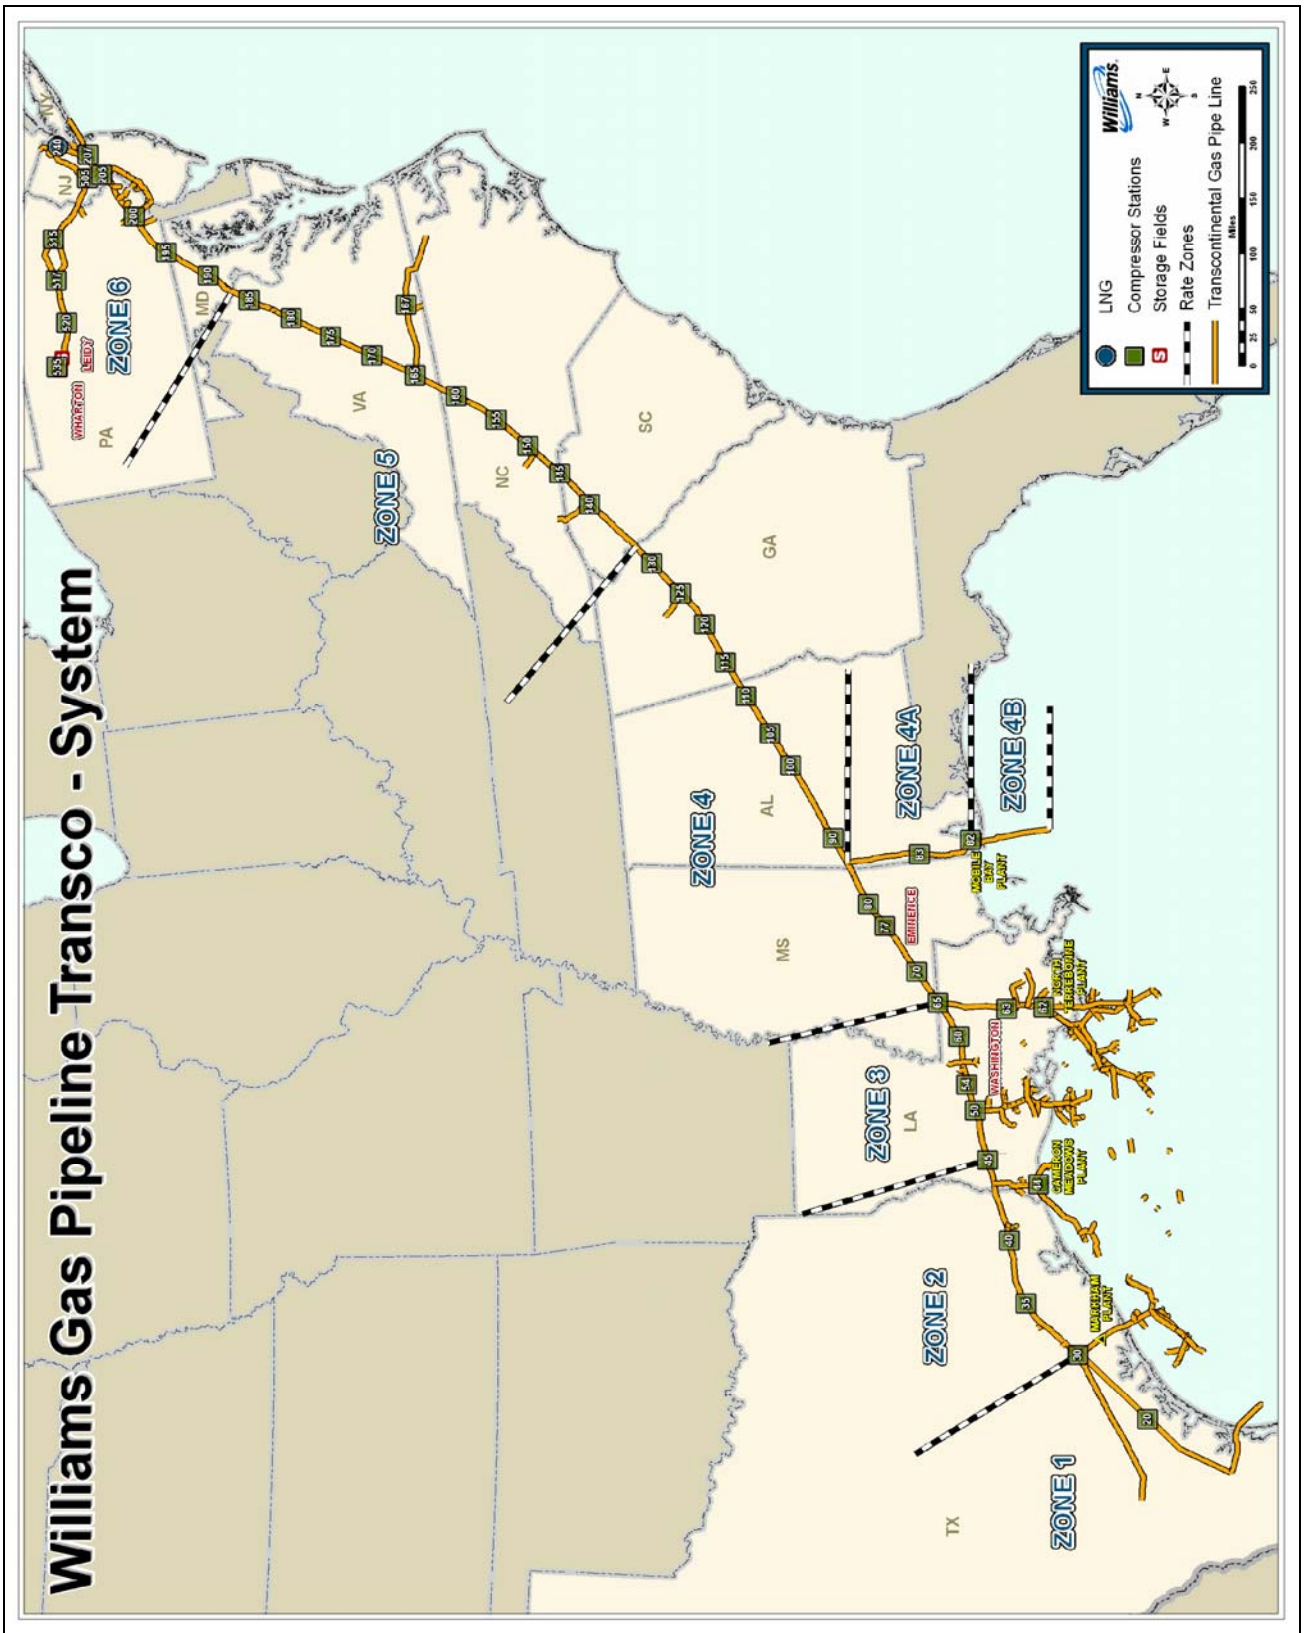 Williams Gas Pipeline Transco - System
NY
240
207
205
505
NJ
200
515
517
520
535
S
LEIDY
WHARTON
PA
ZONE 6
195
190
MD
185
180
175
170
167
165
VA
ZONE 5
160
155
150
145
140
NC
SC
130
125
120
115
110
105
100
90
GA
AL
ZONE 4
ZONE 4A
ZONE 4B
83
82
MOBILE
BAY
PLANT
80
77
70
EMINENCE
MS
65
63
62
NORTH
TERREBONNE
PLANT
60
WASHINGTON
54
50
ZONE 3
LA
45
44
CAMERON
MEADOWS
PLANT
40
35
30
ZONE 2
MARKHAM
PLANT
20
ZONE 1
TX
Williams.
N
E
S
W
LNG
Compressor Stations
S
Storage Fields
Rate Zones
Transcontinental Gas Pipe Line
Miles
0 25 50 100 150 200 250